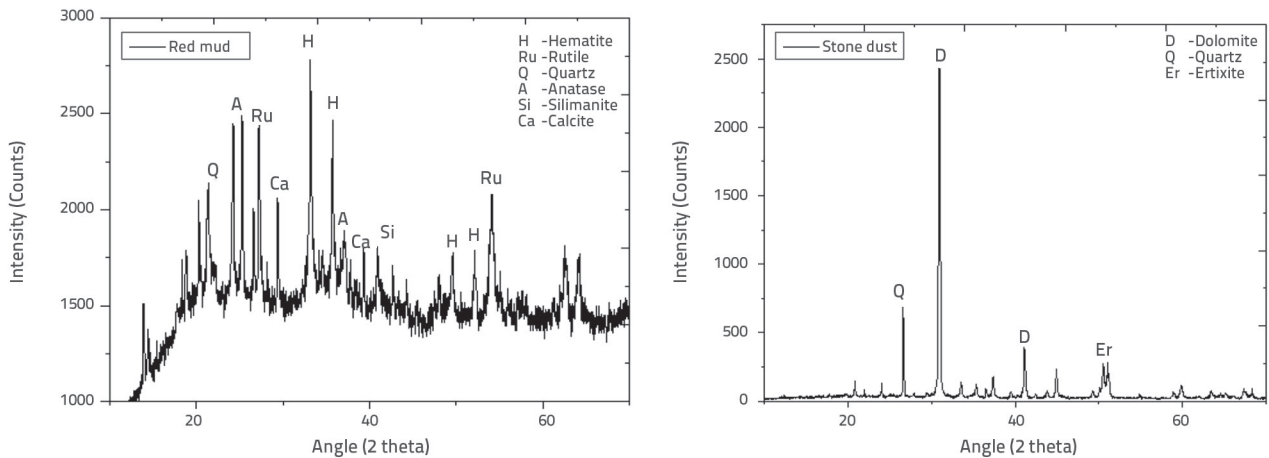 3000
2500
2000
1500
1000
Intensity (Counts)
Red mud
H -Hematite
Ru -Rutile
Q -Quartz
A -Anatase
Si -Silimanite
Ca -Calcite
Q
A
Ru
Ca
H
H
A
Ca
Si
H
H
Ru
20
40
60
Angle (2 theta)
2500
2000
1500
1000
500
0
Intensity (Counts)
Stone dust
D -Dolomite
Q -Quartz
Er -Ertixite
Q
D
D
Er
20
40
60
Angle (2 theta)